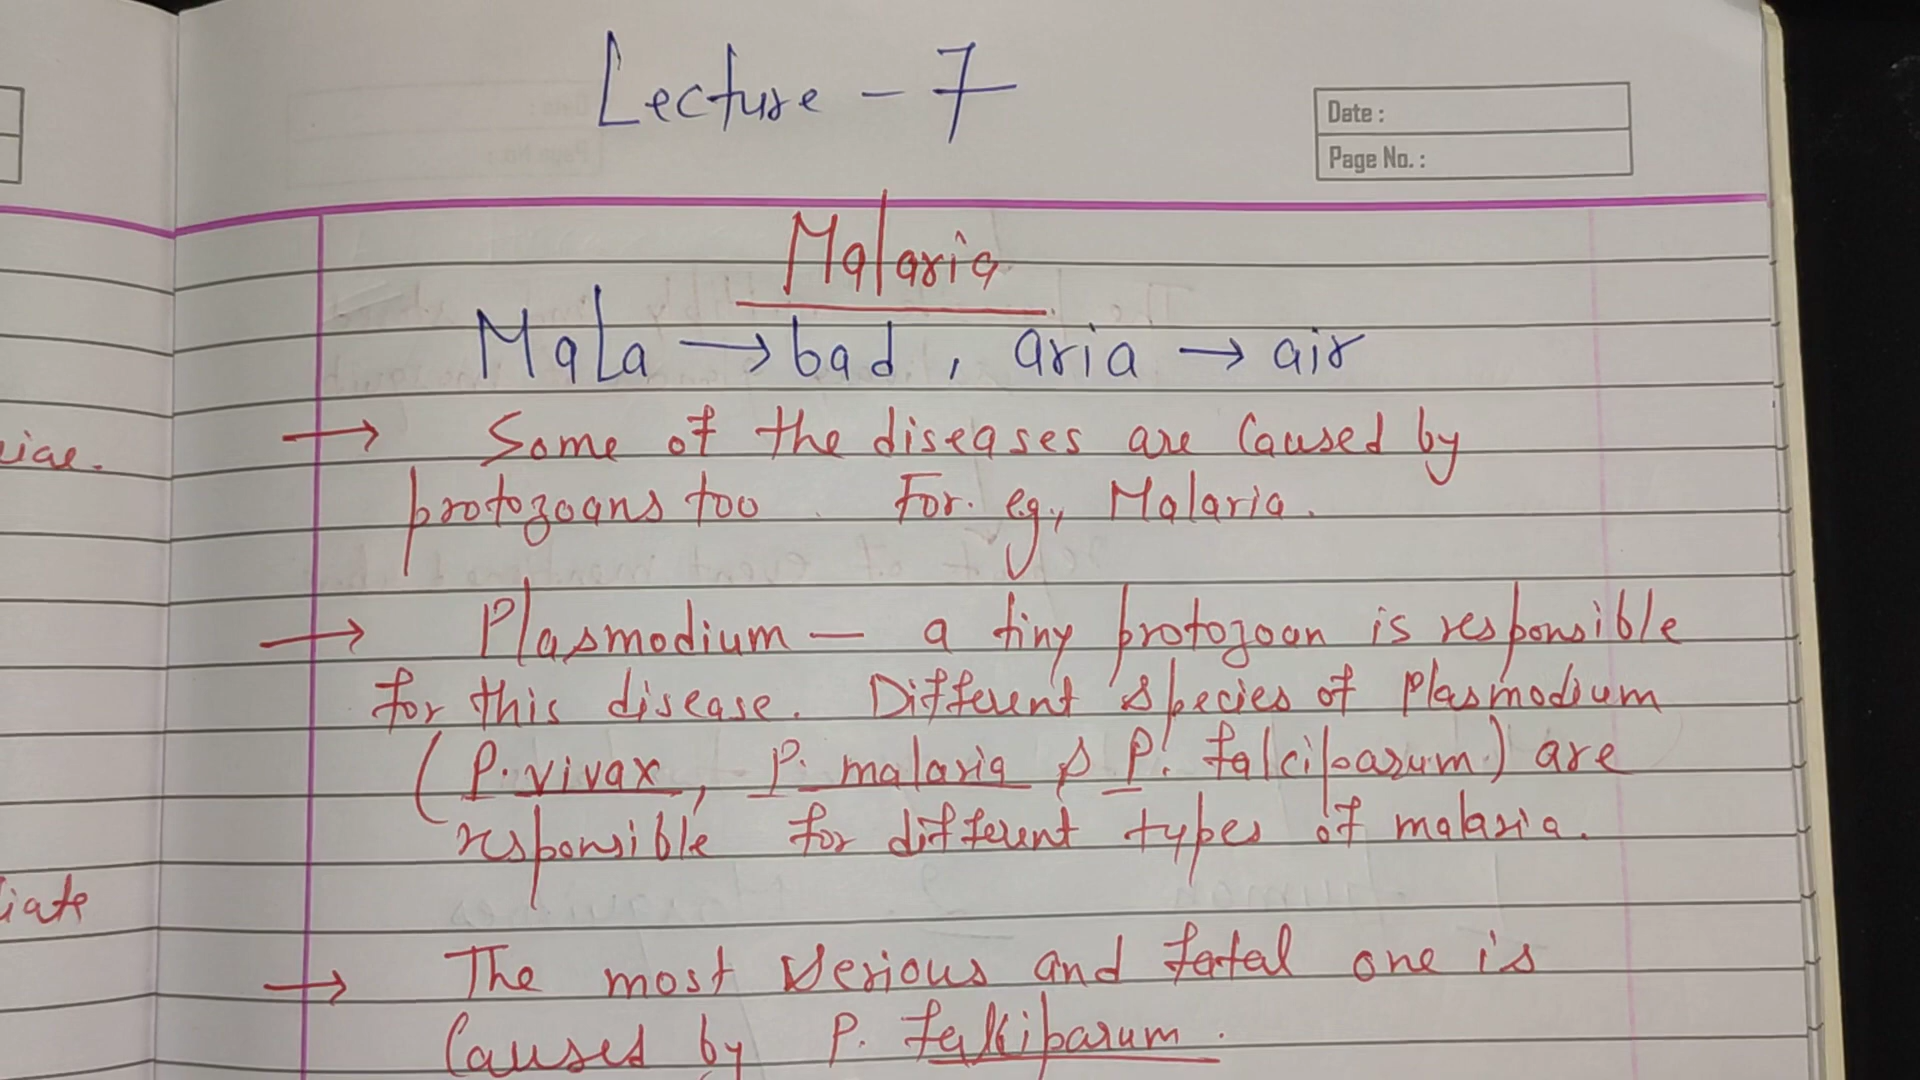 Lecture - 7
Date :
Page No. :
Malaria
Mala → bad, aria → air
→ Some of the diseases are Caused by
protozoans too. For. eg., Malaria.
→ Plasmodium — a tiny protozoan is responsible
for this disease. Different species of Plasmodium
(P. vivax, P. malaria & P. falciparum) are
responsible for different types of malaria.
→ The most serious and fatal one is
Caused by P. falkiparum.